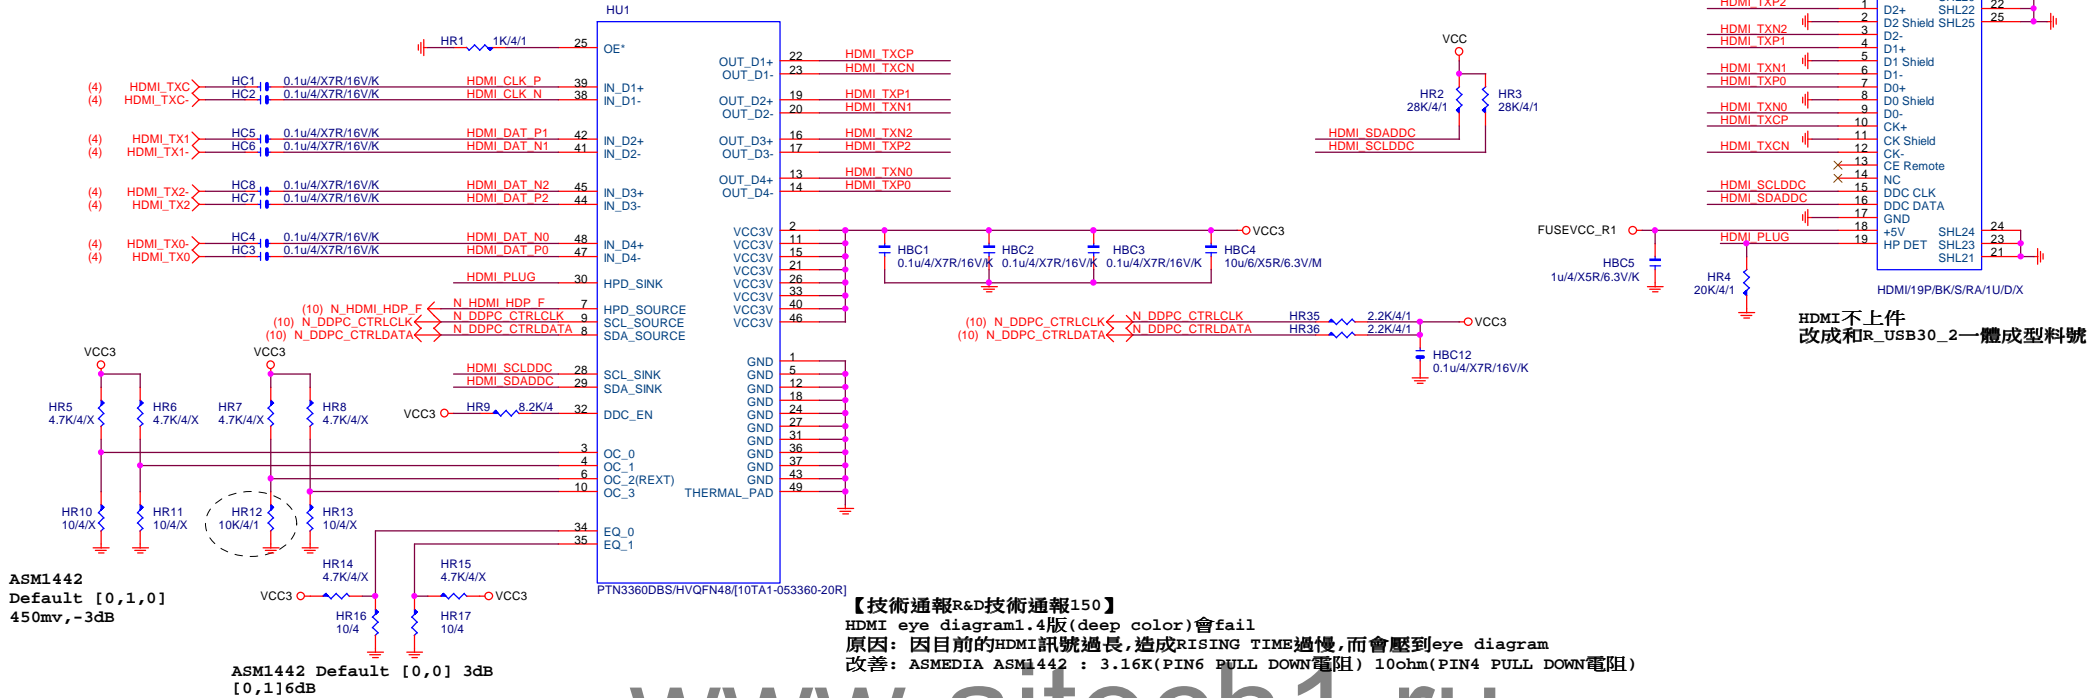 HU1
HR1 1K/4/1 25 OE*
(4) HDMI_TXC HC1 0.1u/4/X7R/16V/K HDMI_CLK_P 39 IN_D1+
(4) HDMI_TXC- HC2 0.1u/4/X7R/16V/K HDMI_CLK_N 38 IN_D1-
(4) HDMI_TX1 HC5 0.1u/4/X7R/16V/K HDMI_DAT_P1 42 IN_D2+
(4) HDMI_TX1- HC6 0.1u/4/X7R/16V/K HDMI_DAT_N1 41 IN_D2-
(4) HDMI_TX2- HC8 0.1u/4/X7R/16V/K HDMI_DAT_N2 45 IN_D3+
(4) HDMI_TX2 HC7 0.1u/4/X7R/16V/K HDMI_DAT_P2 44 IN_D3-
(4) HDMI_TX0- HC4 0.1u/4/X7R/16V/K HDMI_DAT_N0 48 IN_D4+
(4) HDMI_TX0 HC3 0.1u/4/X7R/16V/K HDMI_DAT_P0 47 IN_D4-
HDMI_PLUG 30 HPD_SINK
(10) N_HDMI_HDP_F N_HDMI_HDP_F 7 HPD_SOURCE
(10) N_DDPC_CTRLCLK N_DDPC_CTRLCLK 9 SCL_SOURCE
(10) N_DDPC_CTRLDATA N_DDPC_CTRLDATA 8 SDA_SOURCE
HDMI_SCLDDC 28 SCL_SINK
HDMI_SDADDC 29 SDA_SINK
VCC3 HR9 8.2K/4 32 DDC_EN
VCC3 VCC3
HR5 4.7K/4/X
HR6 4.7K/4/X
HR7 4.7K/4/X
HR8 4.7K/4/X
3 OC_0
4 OC_1
6 OC_2(REXT)
10 OC_3
HR10 10/4/X
HR11 10/4/X
HR12 10K/4/1
HR13 10/4/X
34 EQ_0
35 EQ_1
HR14 4.7K/4/X
HR15 4.7K/4/X
VCC3 VCC3
HR16 10/4
HR17 10/4
ASM1442
Default [0,1,0]
450mv,-3dB
ASM1442 Default [0,0] 3dB
[0,1]6dB
OUT_D1+ 22 HDMI_TXCP
OUT_D1- 23 HDMI_TXCN
OUT_D2+ 19 HDMI_TXP1
OUT_D2- 20 HDMI_TXN1
OUT_D3+ 16 HDMI_TXN2
OUT_D3- 17 HDMI_TXP2
OUT_D4+ 13 HDMI_TXN0
OUT_D4- 14 HDMI_TXP0
VCC3V 2
VCC3V 11
VCC3V 15
VCC3V 21
VCC3V 26
VCC3V 33
VCC3V 40
VCC3V 46
GND 1
GND 5
GND 12
GND 18
GND 24
GND 27
GND 31
GND 36
GND 37
GND 43
THERMAL_PAD 49
PTN3360DBS/HVQFN48/[10TA1-053360-20R]
HBC1 0.1u/4/X7R/16V/K
HBC2 0.1u/4/X7R/16V/K
HBC3 0.1u/4/X7R/16V/K
HBC4 10u/6/X5R/6.3V/M
VCC3
(10) N_DDPC_CTRLCLK N_DDPC_CTRLCLK HR35 2.2K/4/1 VCC3
(10) N_DDPC_CTRLDATA N_DDPC_CTRLDATA HR36 2.2K/4/1
HBC12
0.1u/4/X7R/16V/K
VCC
HR2 28K/4/1
HR3 28K/4/1
HDMI_SDADDC
HDMI_SCLDDC
HDMI_TXP2 1 D2+
2 D2 Shield
HDMI_TXN2 3 D2-
HDMI_TXP1 4 D1+
5 D1 Shield
HDMI_TXN1 6 D1-
HDMI_TXP0 7 D0+
8 D0 Shield
HDMI_TXN0 9 D0-
HDMI_TXCP 10 CK+
11 CK Shield
HDMI_TXCN 12 CK-
13 CE Remote
14 NC
HDMI_SCLDDC 15 DDC CLK
HDMI_SDADDC 16 DDC DATA
17 GND
FUSEVCC_R1 18 +5V
HDMI_PLUG 19 HP DET
SHL22 22
SHL25 25
SHL24 24
SHL23 23
SHL21 21
HBC5
1u/4/X5R/6.3V/K
HR4
20K/4/1
HDMI/19P/BK/S/RA/1U/D/X
HDMI不上件
改成和R_USB30_2一體成型料號
【技術通報R&D技術通報150】
HDMI eye diagram1.4版(deep color)會fail
原因: 因目前的HDMI訊號過長,造成RISING TIME過慢,而會壓到eye diagram
改善: ASMEDIA ASM1442 : 3.16K(PIN6 PULL DOWN電阻) 10ohm(PIN4 PULL DOWN電阻)